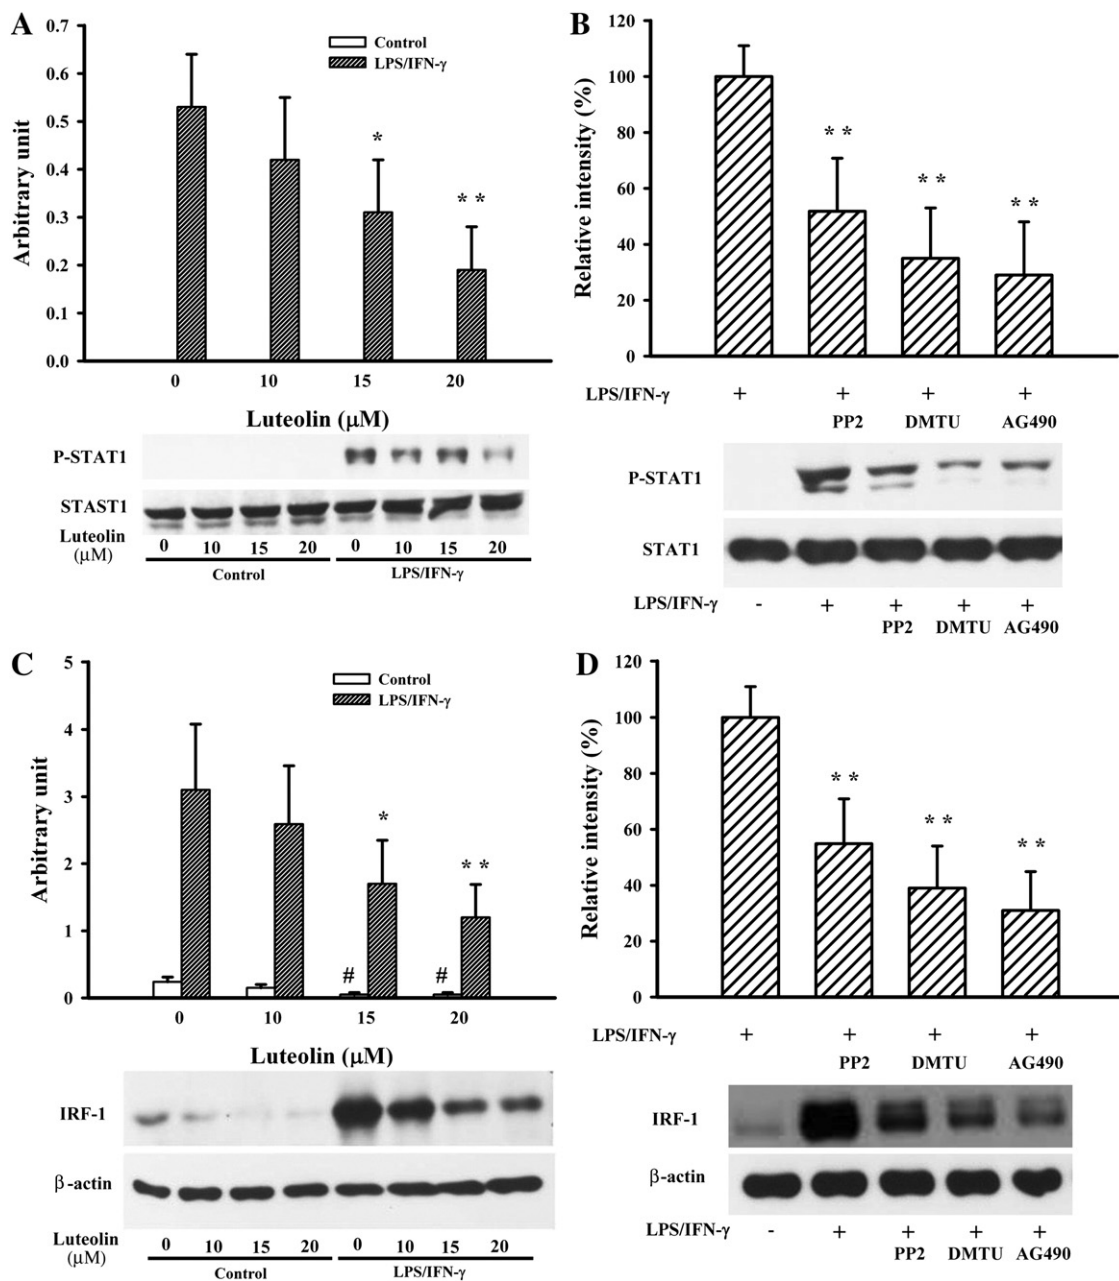 A
0.7
0.6
0.5
0.4
0.3
0.2
0.1
0.0
Arbitrary unit
Control
LPS/IFN-γ
*
* *
0 10 15 20
Luteolin (μM)
P-STAT1
STAST1
Luteolin
(μM)
0 10 15 20 0 10 15 20
Control LPS/IFN-γ
B
120
100
80
60
40
20
0
Relative intensity (%)
* *
* *
* *
LPS/IFN-γ + + + +
PP2 DMTU AG490
P-STAT1
STAT1
LPS/IFN-γ - + + + +
PP2 DMTU AG490
C
5
4
3
2
1
0
Arbitrary unit
Control
LPS/IFN-γ
*
* *
# #
0 10 15 20
Luteolin (μM)
IRF-1
β-actin
Luteolin
(μM)
0 10 15 20 0 10 15 20
Control LPS/IFN-γ
D
120
100
80
60
40
20
0
Relative intensity (%)
* *
* *
* *
LPS/IFN-γ + + + +
PP2 DMTU AG490
IRF-1
β-actin
LPS/IFN-γ - + + + +
PP2 DMTU AG490